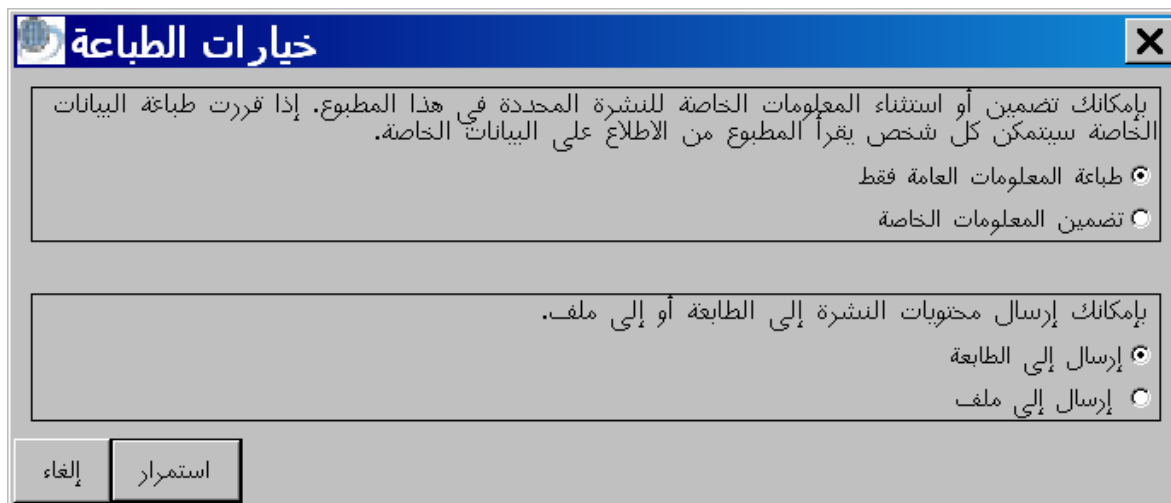 خيارات الطباعة
بإمكانك تضمين أو استثناء المعلومات الخاصة للنشرة المحددة في هذا المطبوع. إذا قررت طباعة البيانات
الخاصة سيتمكن كل شخص يقرأ المطبوع من الاطلاع على البيانات الخاصة.
طباعة المعلومات العامة فقط
تضمين المعلومات الخاصة
بإمكانك إرسال محتويات النشرة إلى الطابعة أو إلى ملف.
إرسال إلى الطابعة
إرسال إلى ملف
استمرار
إلغاء